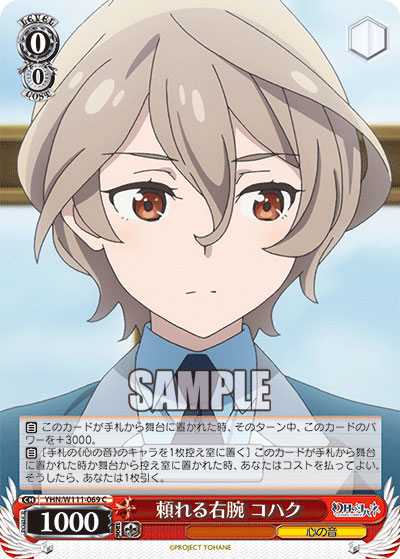 LEVEL
0
0
COST
SAMPLE
自 このカードが手札から舞台に置かれた時、そのターン中、このカードのパ
ワーを+3000。
自 [手札の《心の音》のキャラを1枚控え室に置く] このカードが手札から舞台
に置かれた時か舞台から控え室に置かれた時、あなたはコストを払ってよい。
そうしたら、あなたは1枚引く。
CH YHN/W111-069 C
1000
頼れる右腕 コハク
心の音
©PROJECT YOHANE